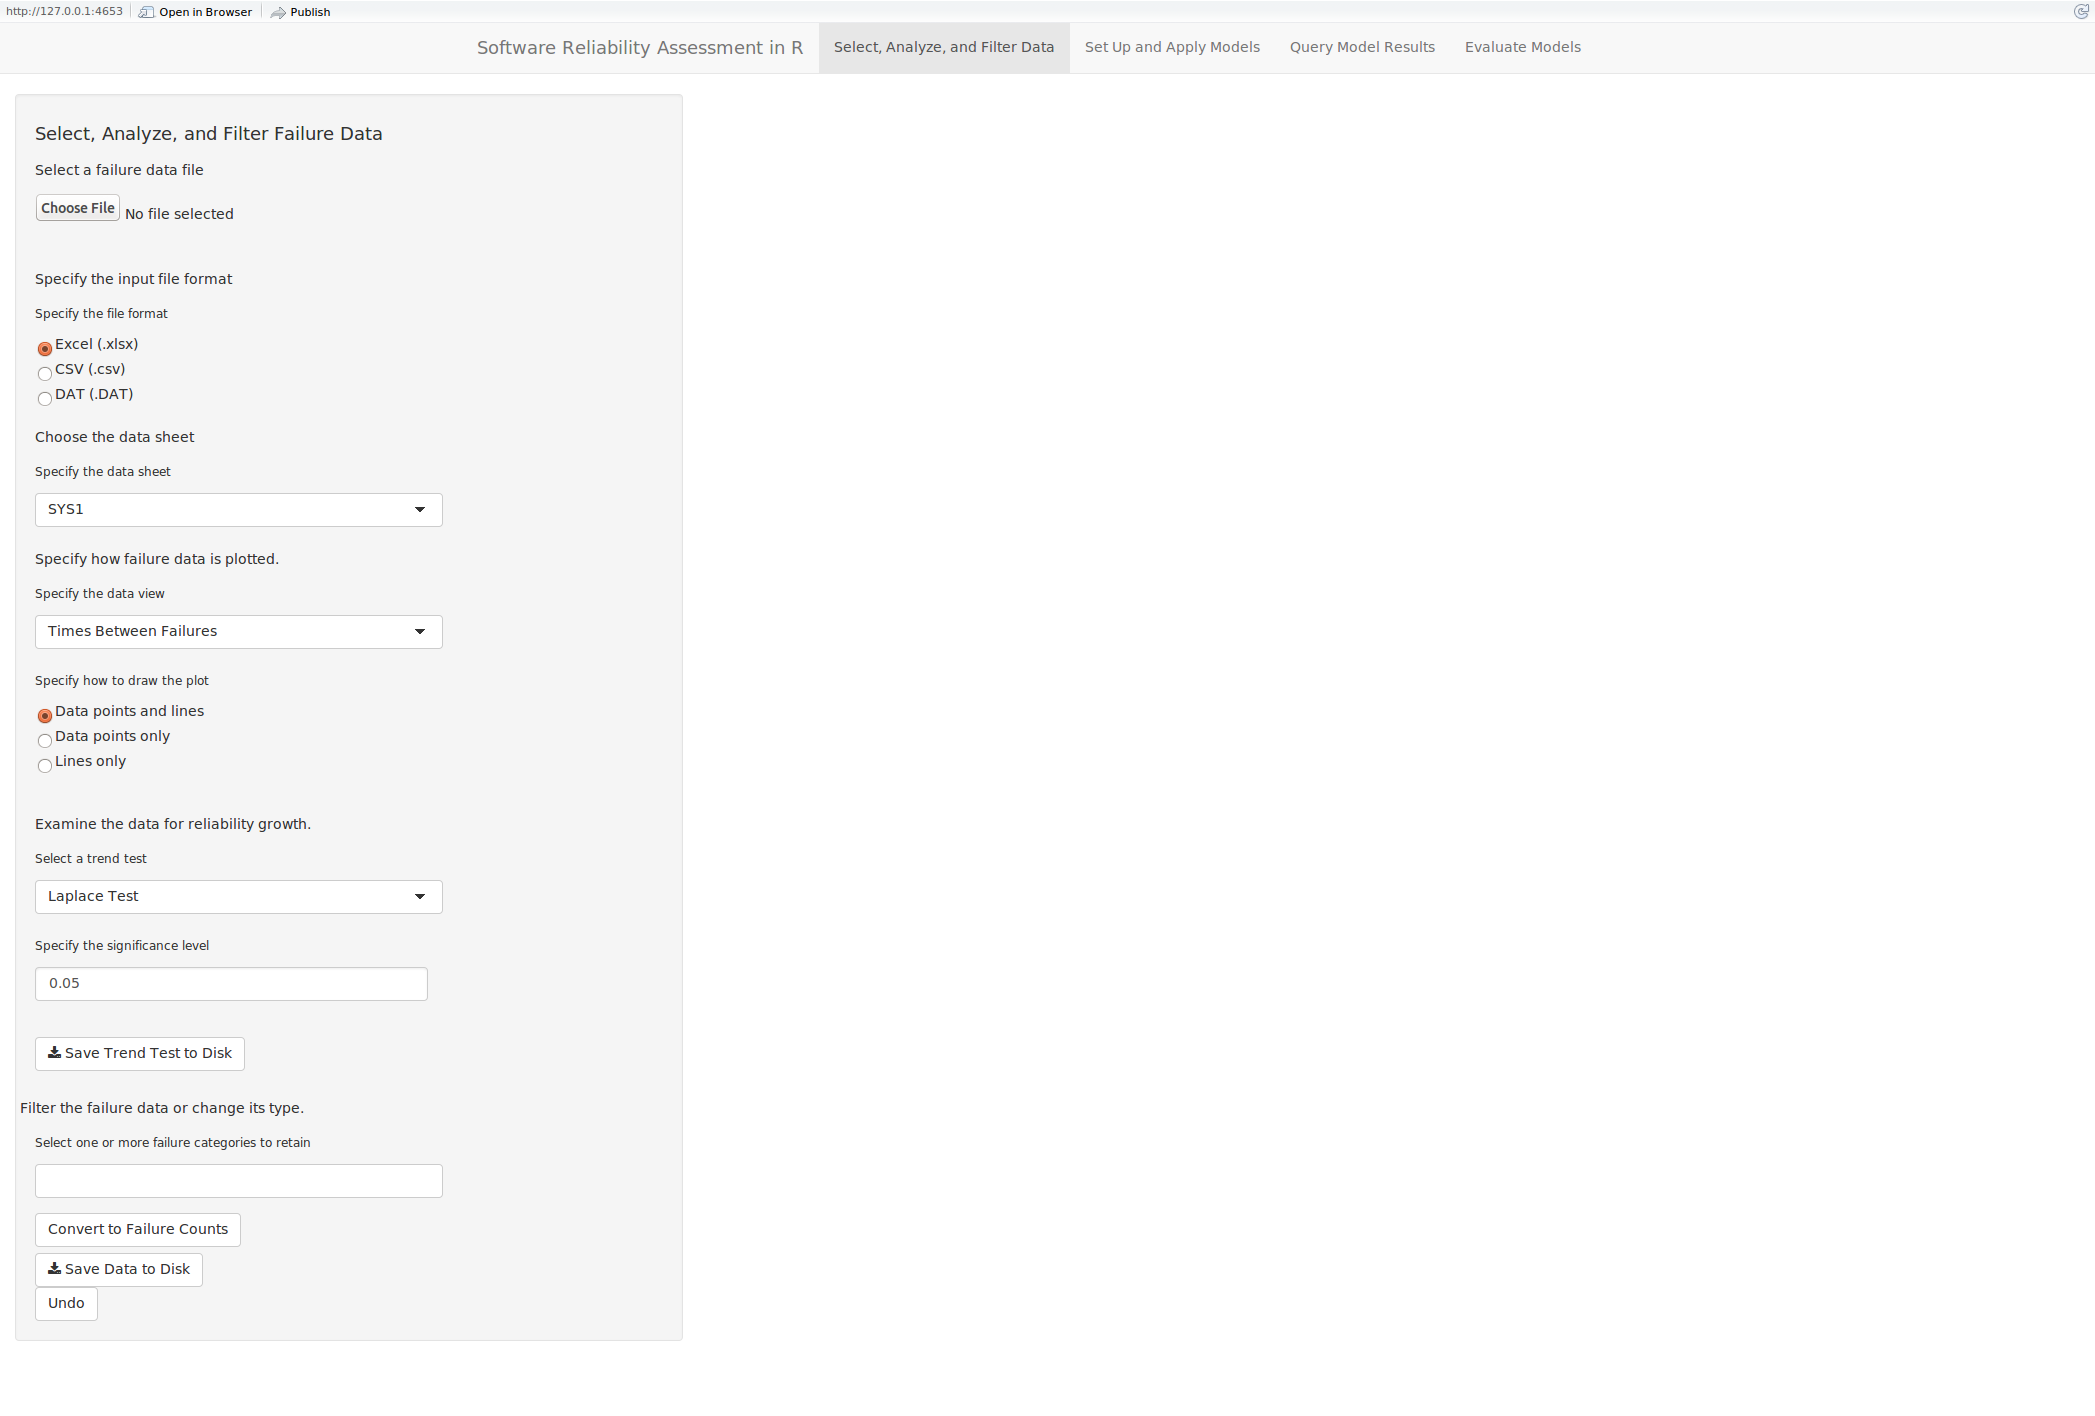 http://127.0.0.1:4653 Open in Browser Publish
Software Reliability Assessment in R Select, Analyze, and Filter Data Set Up and Apply Models Query Model Results Evaluate Models
Select, Analyze, and Filter Failure Data
Select a failure data file
Choose File No file selected
Specify the input file format
Specify the file format
Excel (.xlsx)
CSV (.csv)
DAT (.DAT)
Choose the data sheet
Specify the data sheet
SYS1
Specify how failure data is plotted.
Specify the data view
Times Between Failures
Specify how to draw the plot
Data points and lines
Data points only
Lines only
Examine the data for reliability growth.
Select a trend test
Laplace Test
Specify the significance level
0.05
Save Trend Test to Disk
Filter the failure data or change its type.
Select one or more failure categories to retain
Convert to Failure Counts
Save Data to Disk
Undo